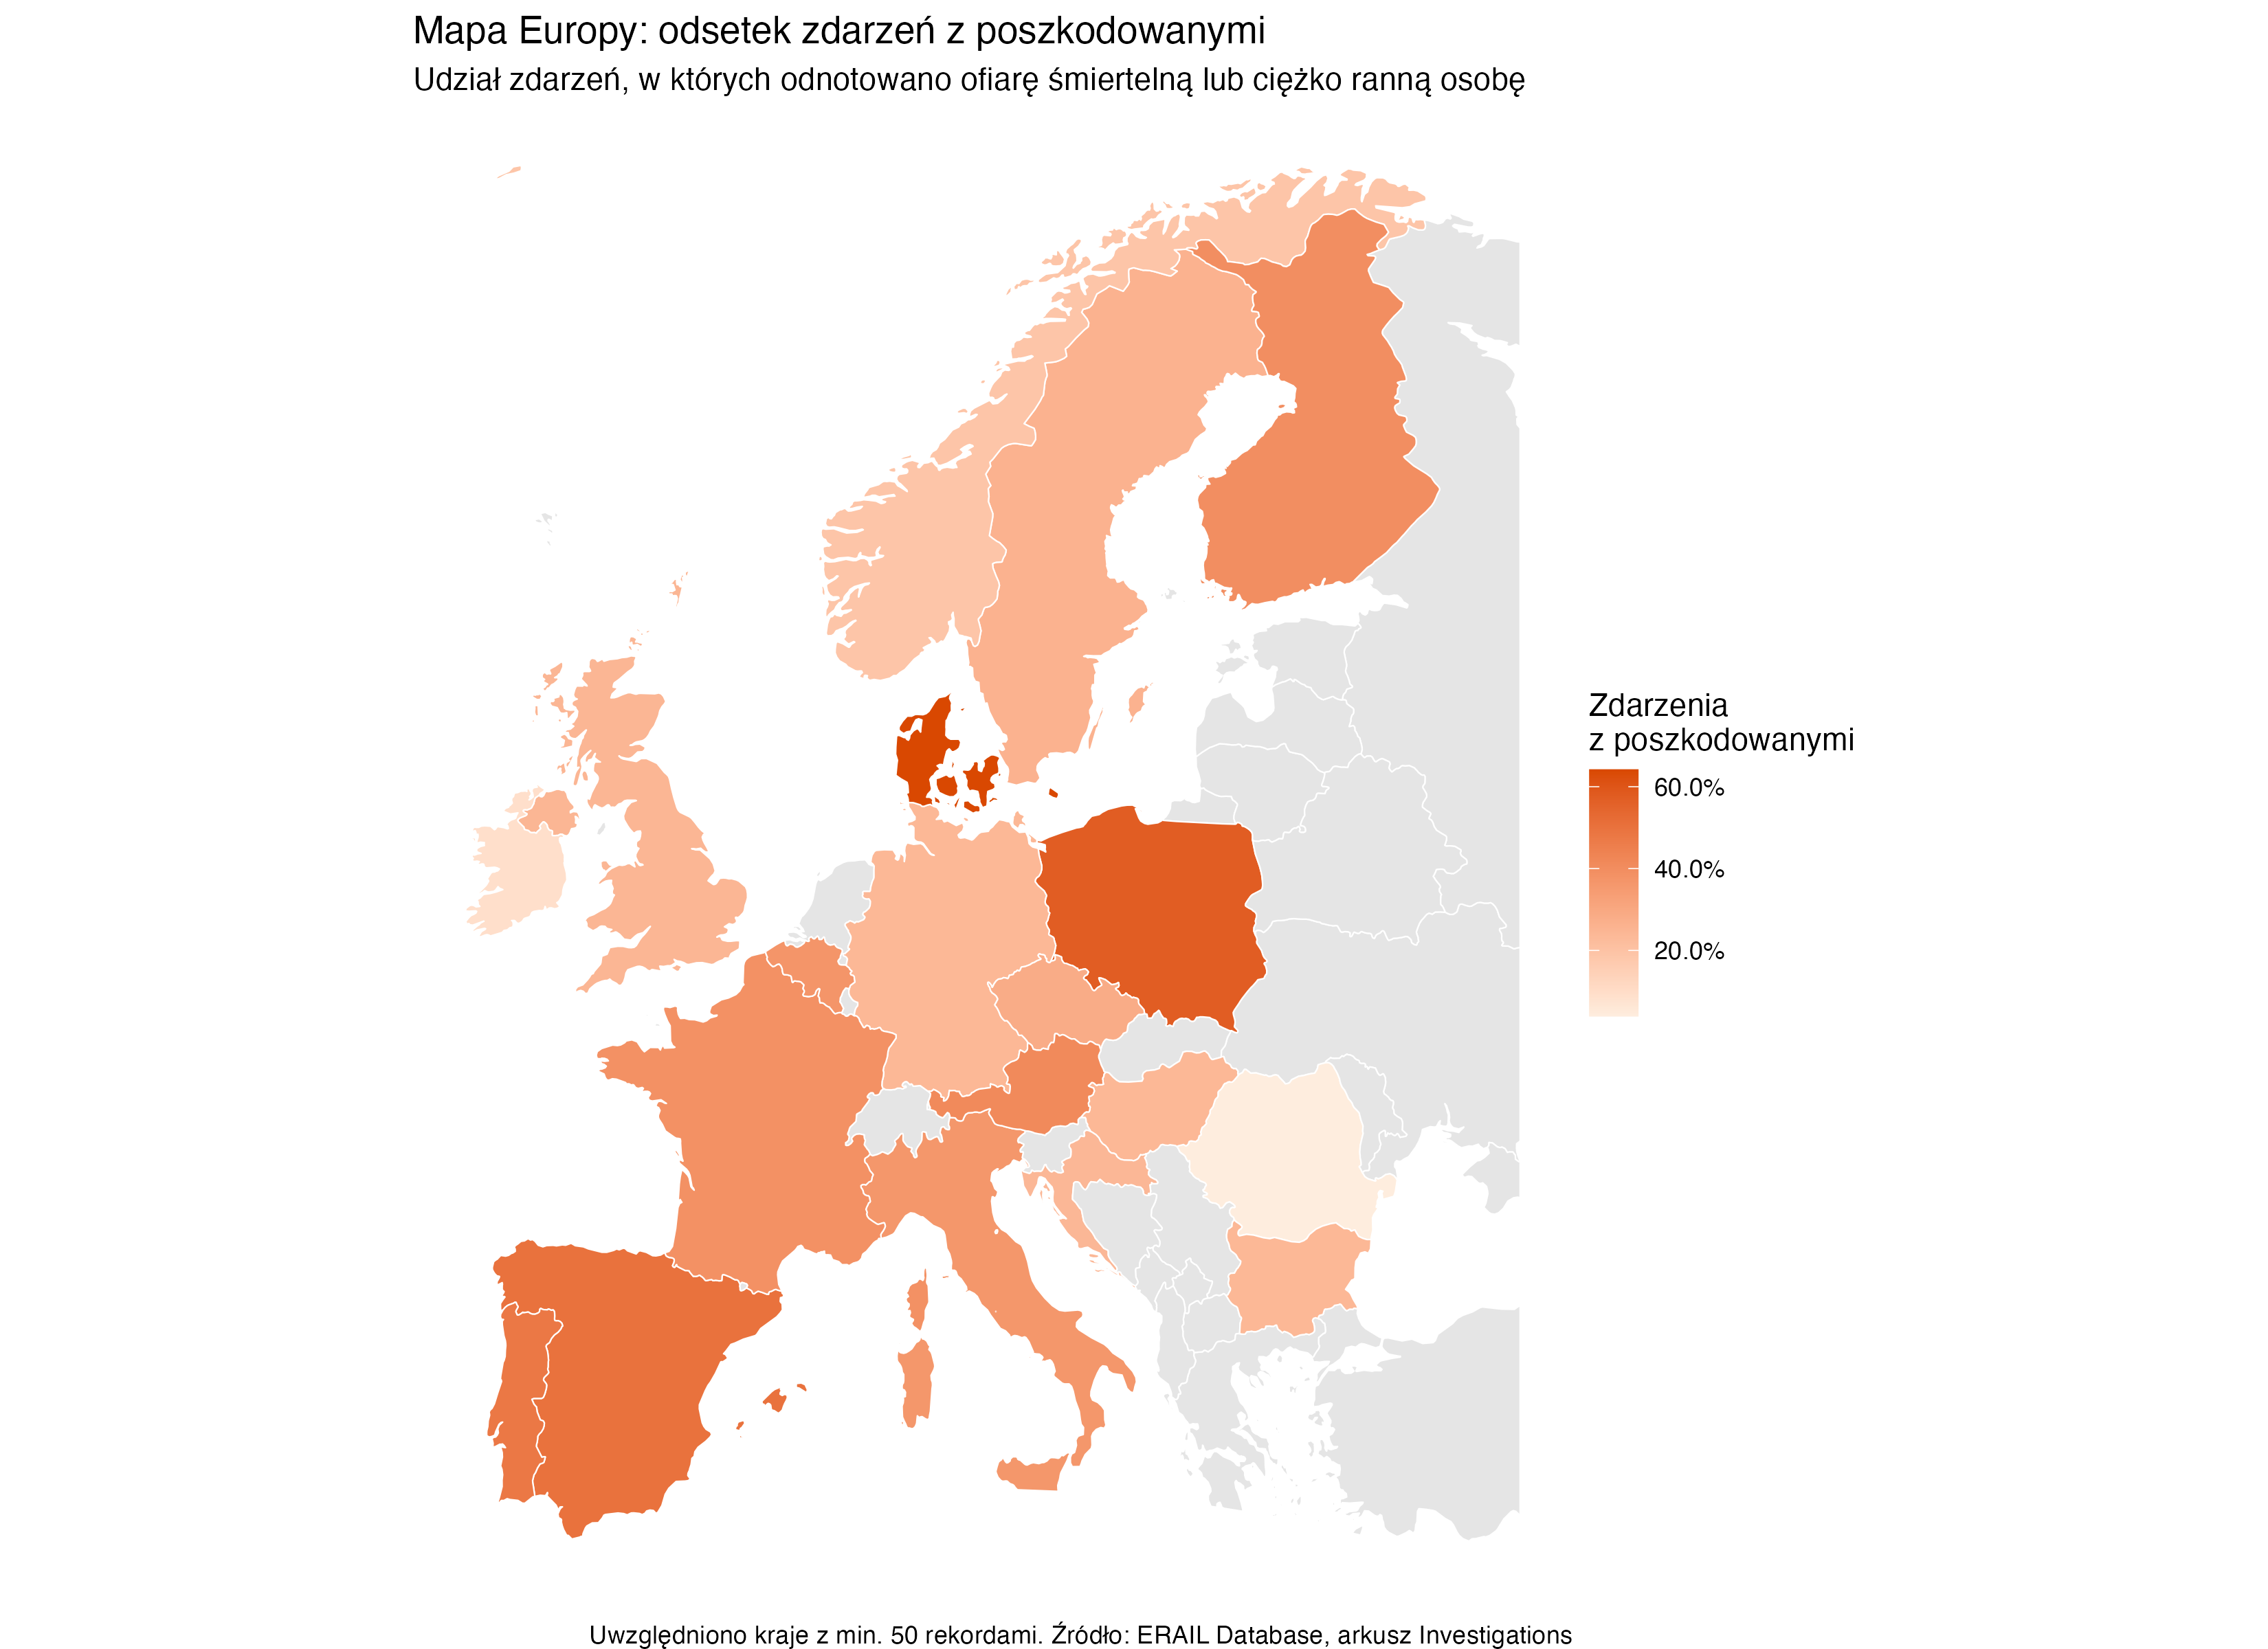 Mapa Europy: odsetek zdarzeń z poszkodowanymi
Udział zdarzeń, w których odnotowano ofiarę śmiertelną lub ciężko ranną osobę
Zdarzenia
z poszkodowanymi
60.0%
40.0%
20.0%
Uwzględniono kraje z min. 50 rekordami. Źródło: ERAIL Database, arkusz Investigations